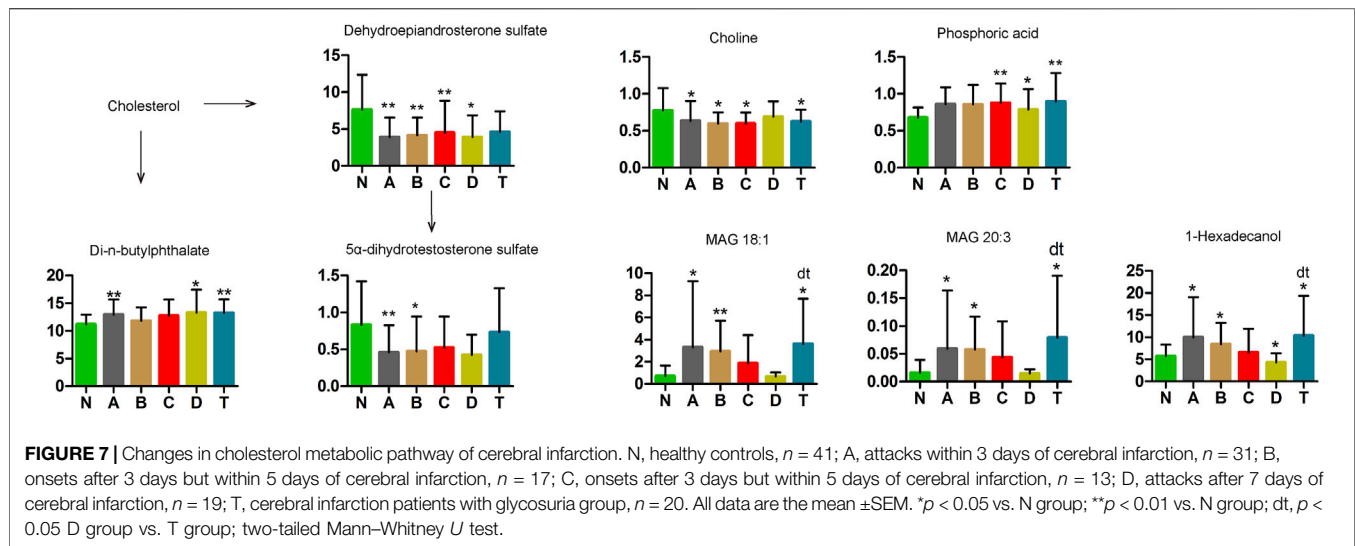 Dehydroepiandrosterone sulfate
15
10
5
0
** ** ** *
N A B C D T
Choline
1.5
1.0
0.5
0.0
* * * *
N A B C D T
Phosphoric acid
1.5
1.0
0.5
0.0
** * **
N A B C D T
Cholesterol
Di-n-butylphthalate
20
15
10
5
0
** * **
N A B C D T
5α-dihydrotestosterone sulfate
1.5
1.0
0.5
0.0
** *
N A B C D T
MAG 18:1
10
8
6
4
2
0
* ** dt
*
N A B C D T
MAG 20:3
0.20
0.15
0.10
0.05
0.00
* * dt
*
N A B C D T
1-Hexadecanol
25
20
15
10
5
0
* * * dt
*
N A B C D T
FIGURE 7 | Changes in cholesterol metabolic pathway of cerebral infarction. N, healthy controls, n = 41; A, attacks within 3 days of cerebral infarction, n = 31; B,
onsets after 3 days but within 5 days of cerebral infarction, n = 17; C, onsets after 3 days but within 5 days of cerebral infarction, n = 13; D, attacks after 7 days of
cerebral infarction, n = 19; T, cerebral infarction patients with glycosuria group, n = 20. All data are the mean ±SEM. *p < 0.05 vs. N group; **p < 0.01 vs. N group; dt, p <
0.05 D group vs. T group; two-tailed Mann–Whitney U test.